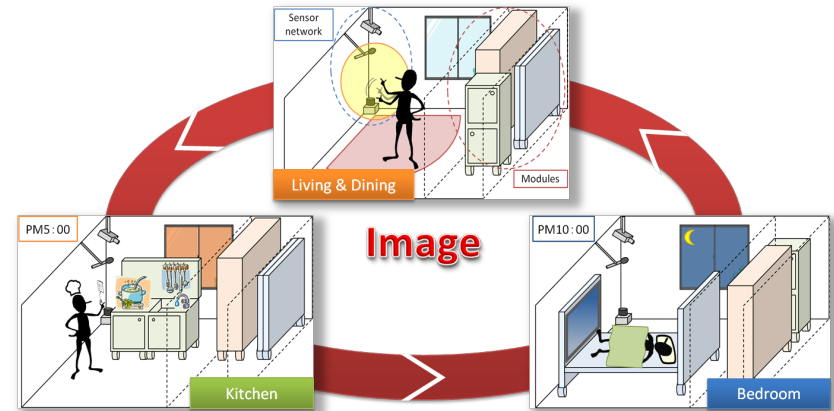 Sensor
network
Modules
Living & Dining
PM5:00
Image
PM10:00
Kitchen
Bedroom